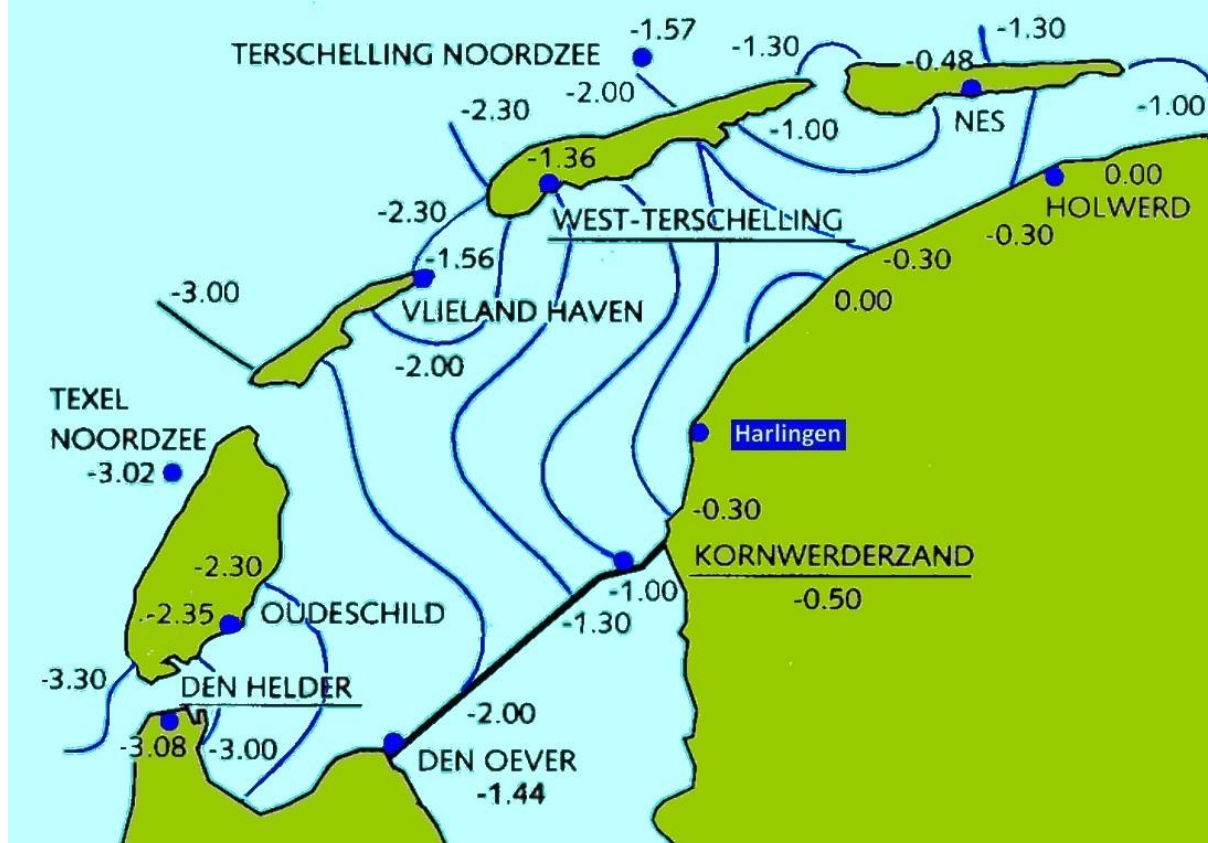 -1.57
-1.30
-1.30
TERSCHELLING NOORDZEE
-0.48
-2.00
-2.30
-1.00
NES
-1.00
-1.36
0.00
-2.30
WEST-TERSCHELLING
HOLWERD
-0.30
-1.56
-0.30
-3.00
0.00
VLIELAND HAVEN
-2.00
TEXEL
NOORDZEE
-3.02
Harlingen
-0.30
KORNWERDERZAND
-2.30
-1.00
-0.50
.-2.35
OUDESCHILD
-1.30
-3.30
DEN HELDER
-2.00
-3.08
-3.00
DEN OEVER
-1.44